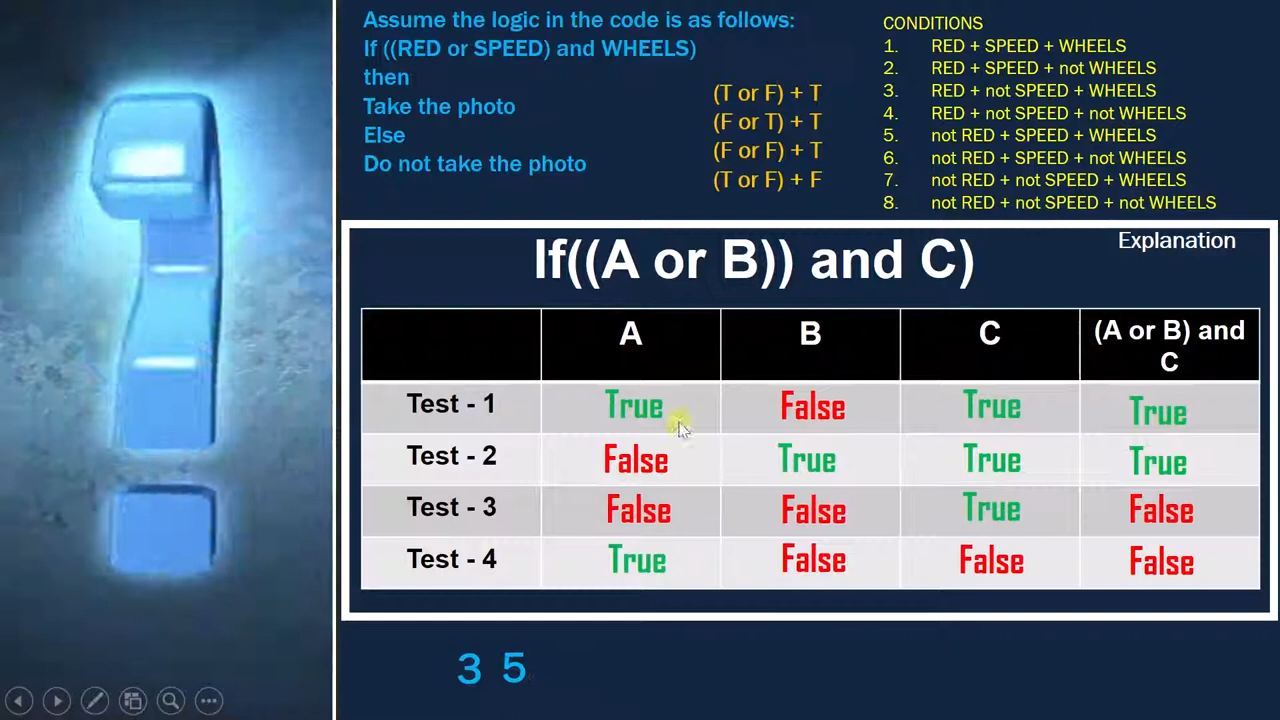 Assume the logic in the code is as follows:
If ((RED or SPEED) and WHEELS)
then
Take the photo
Else
Do not take the photo
(T or F) + T
(F or T) + T
(F or F) + T
(T or F) + F
CONDITIONS
1. RED + SPEED + WHEELS
2. RED + SPEED + not WHEELS
3. RED + not SPEED + WHEELS
4. RED + not SPEED + not WHEELS
5. not RED + SPEED + WHEELS
6. not RED + SPEED + not WHEELS
7. not RED + not SPEED + WHEELS
8. not RED + not SPEED + not WHEELS
Explanation
If((A or B)) and C)
A B C (A or B) and
C
Test - 1 True False True True
Test - 2 False True True True
Test - 3 False False True False
Test - 4 True False False False
3 5